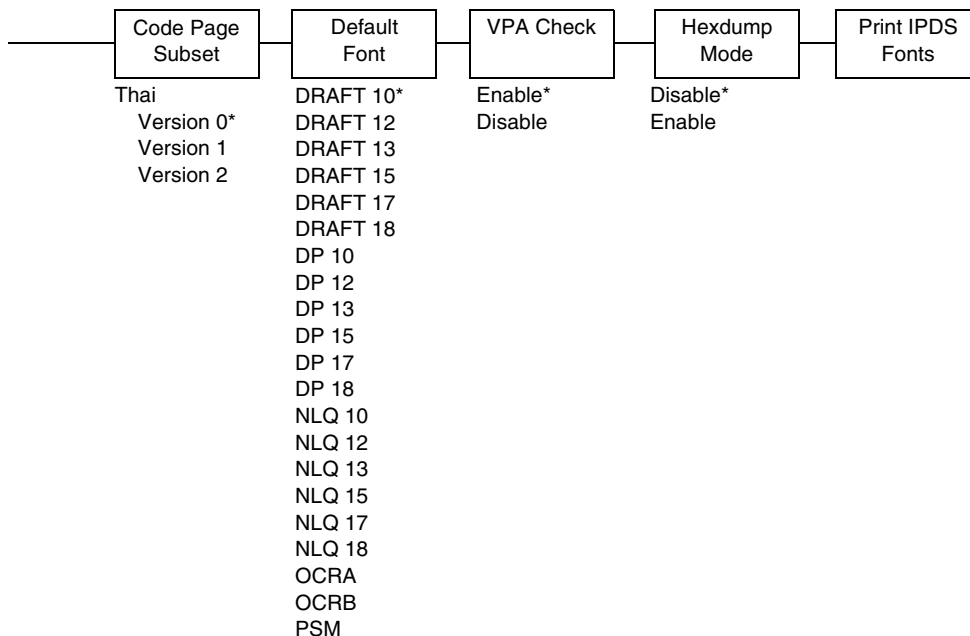 Code Page
Subset
Default
Font
VPA Check
Hexdump
Mode
Print IPDS
Fonts
Thai
Version 0*
Version 1
Version 2
DRAFT 10*
DRAFT 12
DRAFT 13
DRAFT 15
DRAFT 17
DRAFT 18
DP 10
DP 12
DP 13
DP 15
DP 17
DP 18
NLQ 10
NLQ 12
NLQ 13
NLQ 15
NLQ 17
NLQ 18
OCRA
OCRB
PSM
Enable*
Disable
Disable*
Enable